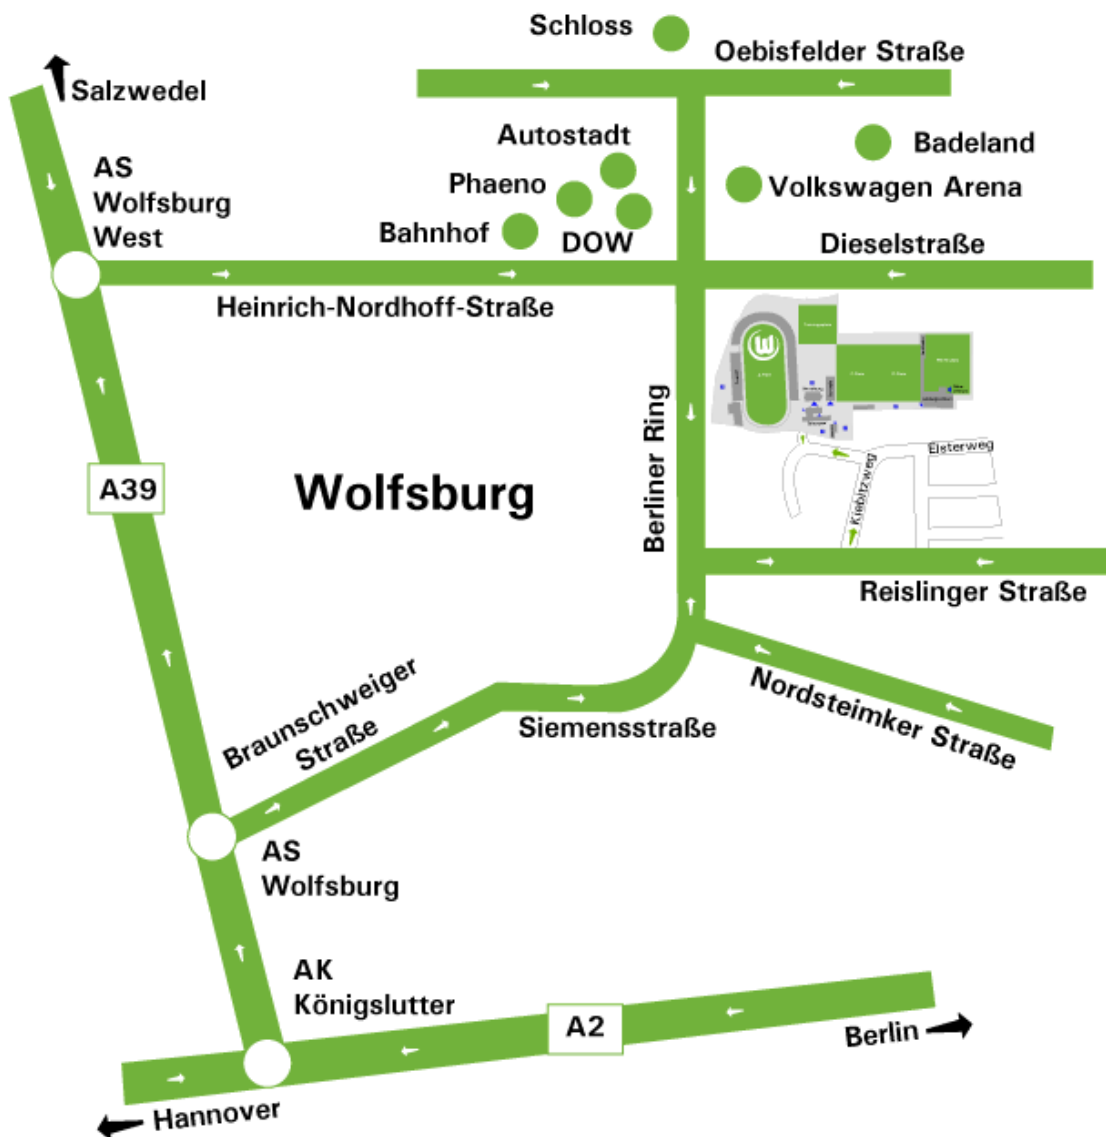 Schloss
Oebisfelder Straße
Salzwedel
Autostadt
Badeland
AS
Wolfsburg
West
Phaeno
Volkswagen Arena
Bahnhof
DOW
Dieselstraße
Heinrich-Nordhoff-Straße
W
Berliner Ring
Elsterweg
Kiebitzweg
A39
Wolfsburg
Reislinger Straße
Braunschweiger
Straße
Siemensstraße
Nordsteimker Straße
AS
Wolfsburg
AK
Königslutter
A2
Berlin
Hannover